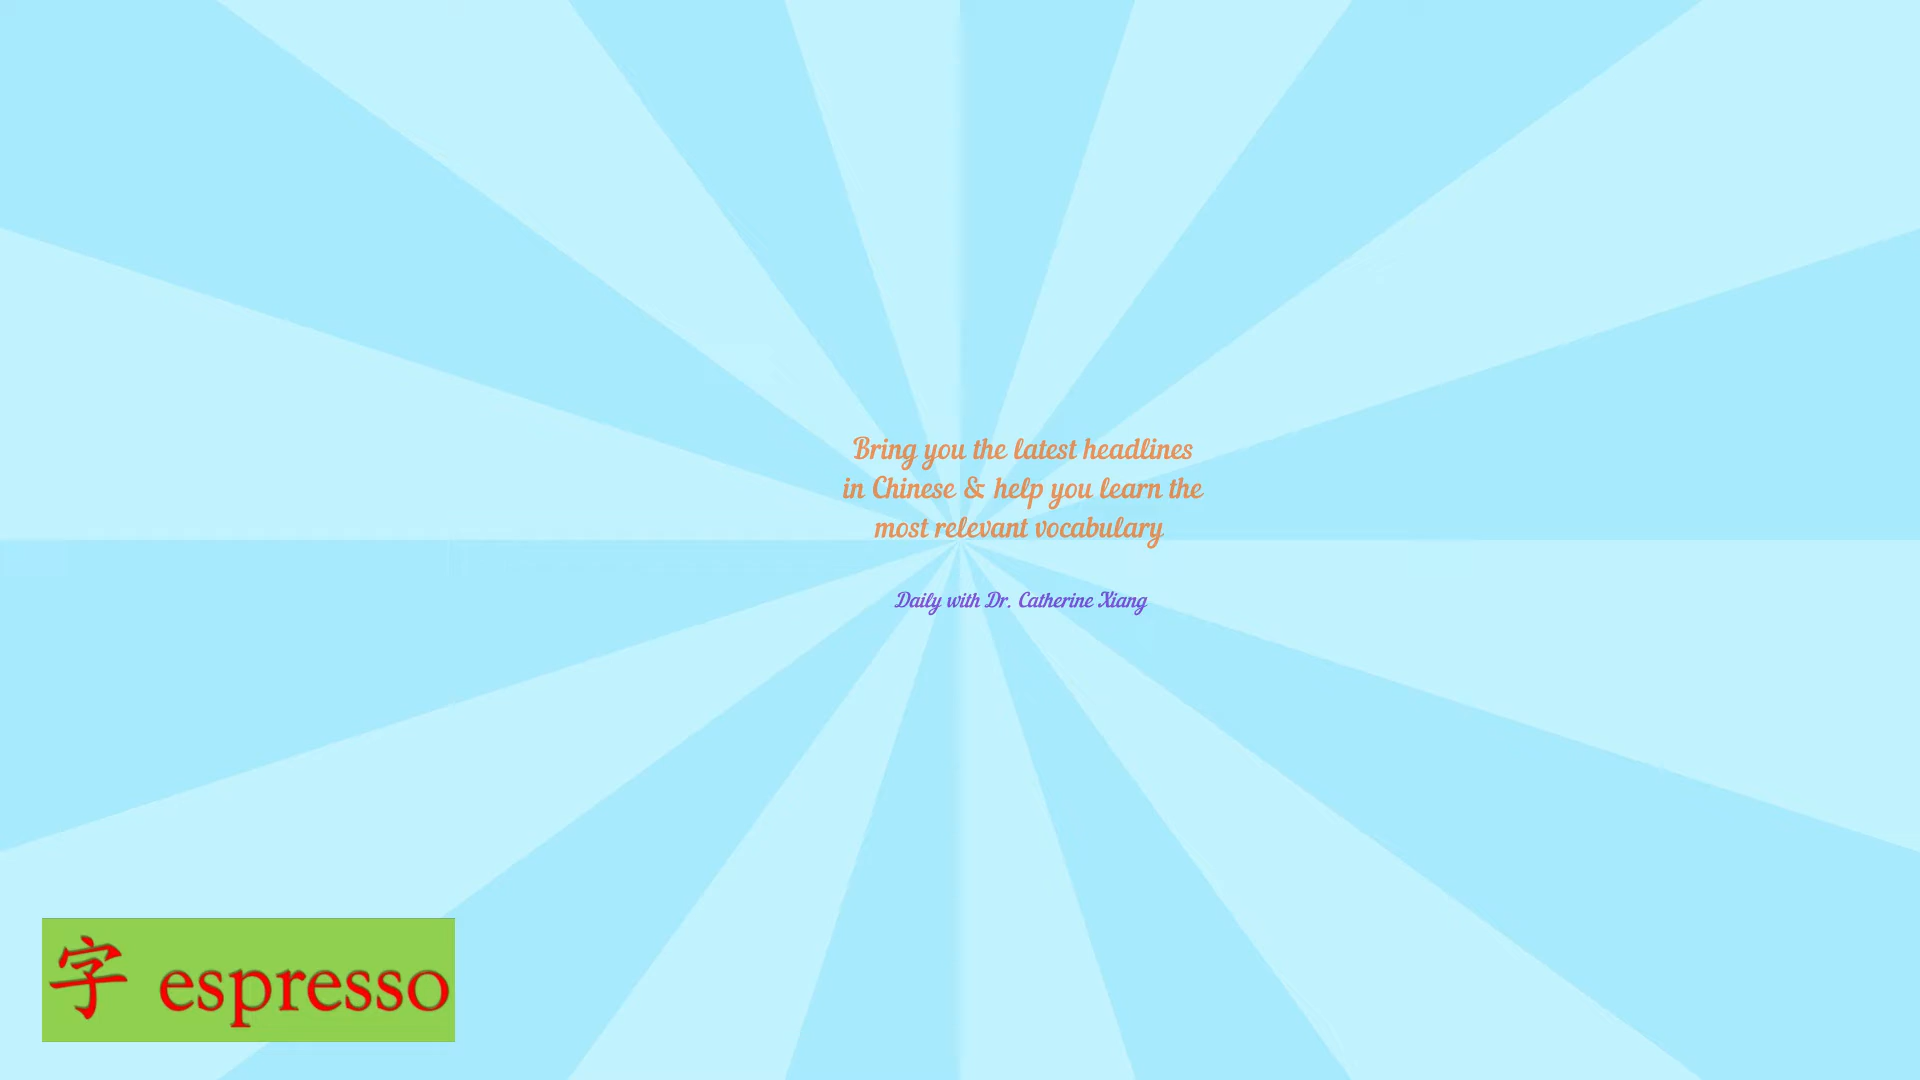 Bring you the latest headlines
in Chinese & help you learn the
most relevant vocabulary
Daily with Dr. Catherine Xiang
字 espresso